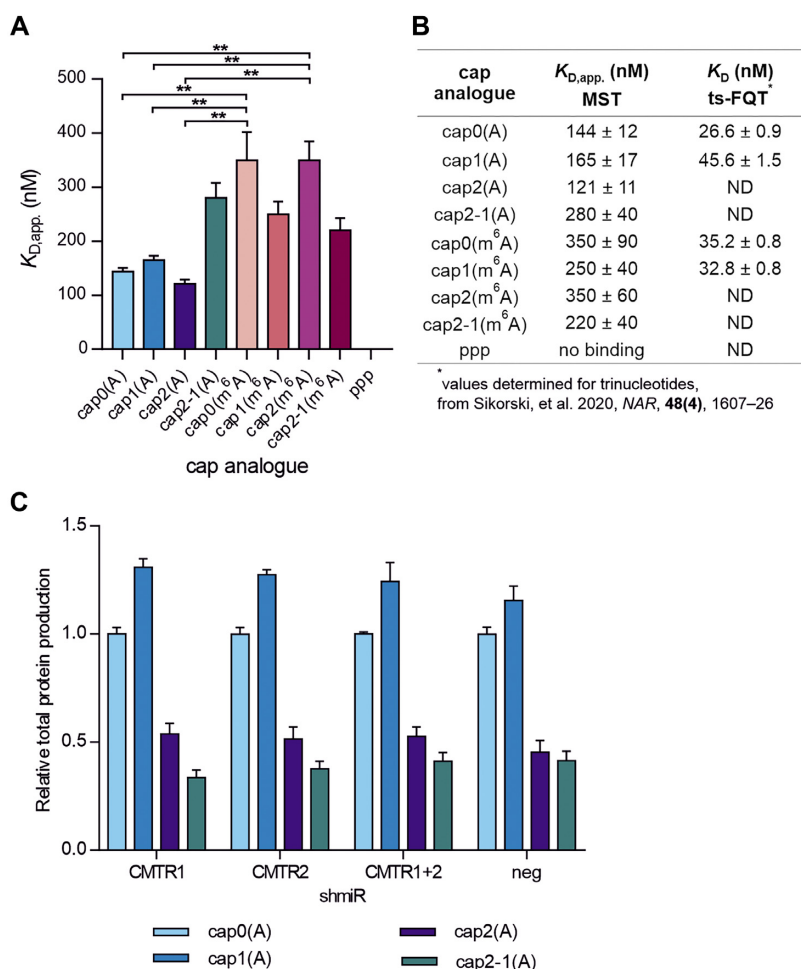 A
**
**
**
**
**
**
500
400
300
200
100
0
K_D,app. (nM)
cap0(A)
cap1(A)
cap2(A)
cap2-1(A)
cap0(m⁶A)
cap1(m⁶A)
cap2(m⁶A)
cap2-1(m⁶A)
ppp
cap analogue
B
cap analogue K_D,app. (nM) MST K_D (nM) ts-FQT*
cap0(A) 144 ± 12 26.6 ± 0.9
cap1(A) 165 ± 17 45.6 ± 1.5
cap2(A) 121 ± 11 ND
cap2-1(A) 280 ± 40 ND
cap0(m⁶A) 350 ± 90 35.2 ± 0.8
cap1(m⁶A) 250 ± 40 32.8 ± 0.8
cap2(m⁶A) 350 ± 60 ND
cap2-1(m⁶A) 220 ± 40 ND
ppp no binding ND
*values determined for trinucleotides,
from Sikorski, et al. 2020, NAR, 48(4), 1607–26
C
1.5
1.0
0.5
0.0
Relative total protein production
CMTR1 CMTR2 CMTR1+2 neg
shmiR
cap0(A) cap2(A)
cap1(A) cap2-1(A)